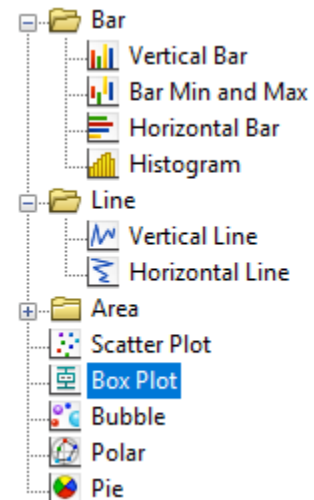 Bar
Vertical Bar
Bar Min and Max
Horizontal Bar
Histogram
Line
Vertical Line
Horizontal Line
Area
Scatter Plot
Box Plot
Bubble
Polar
Pie